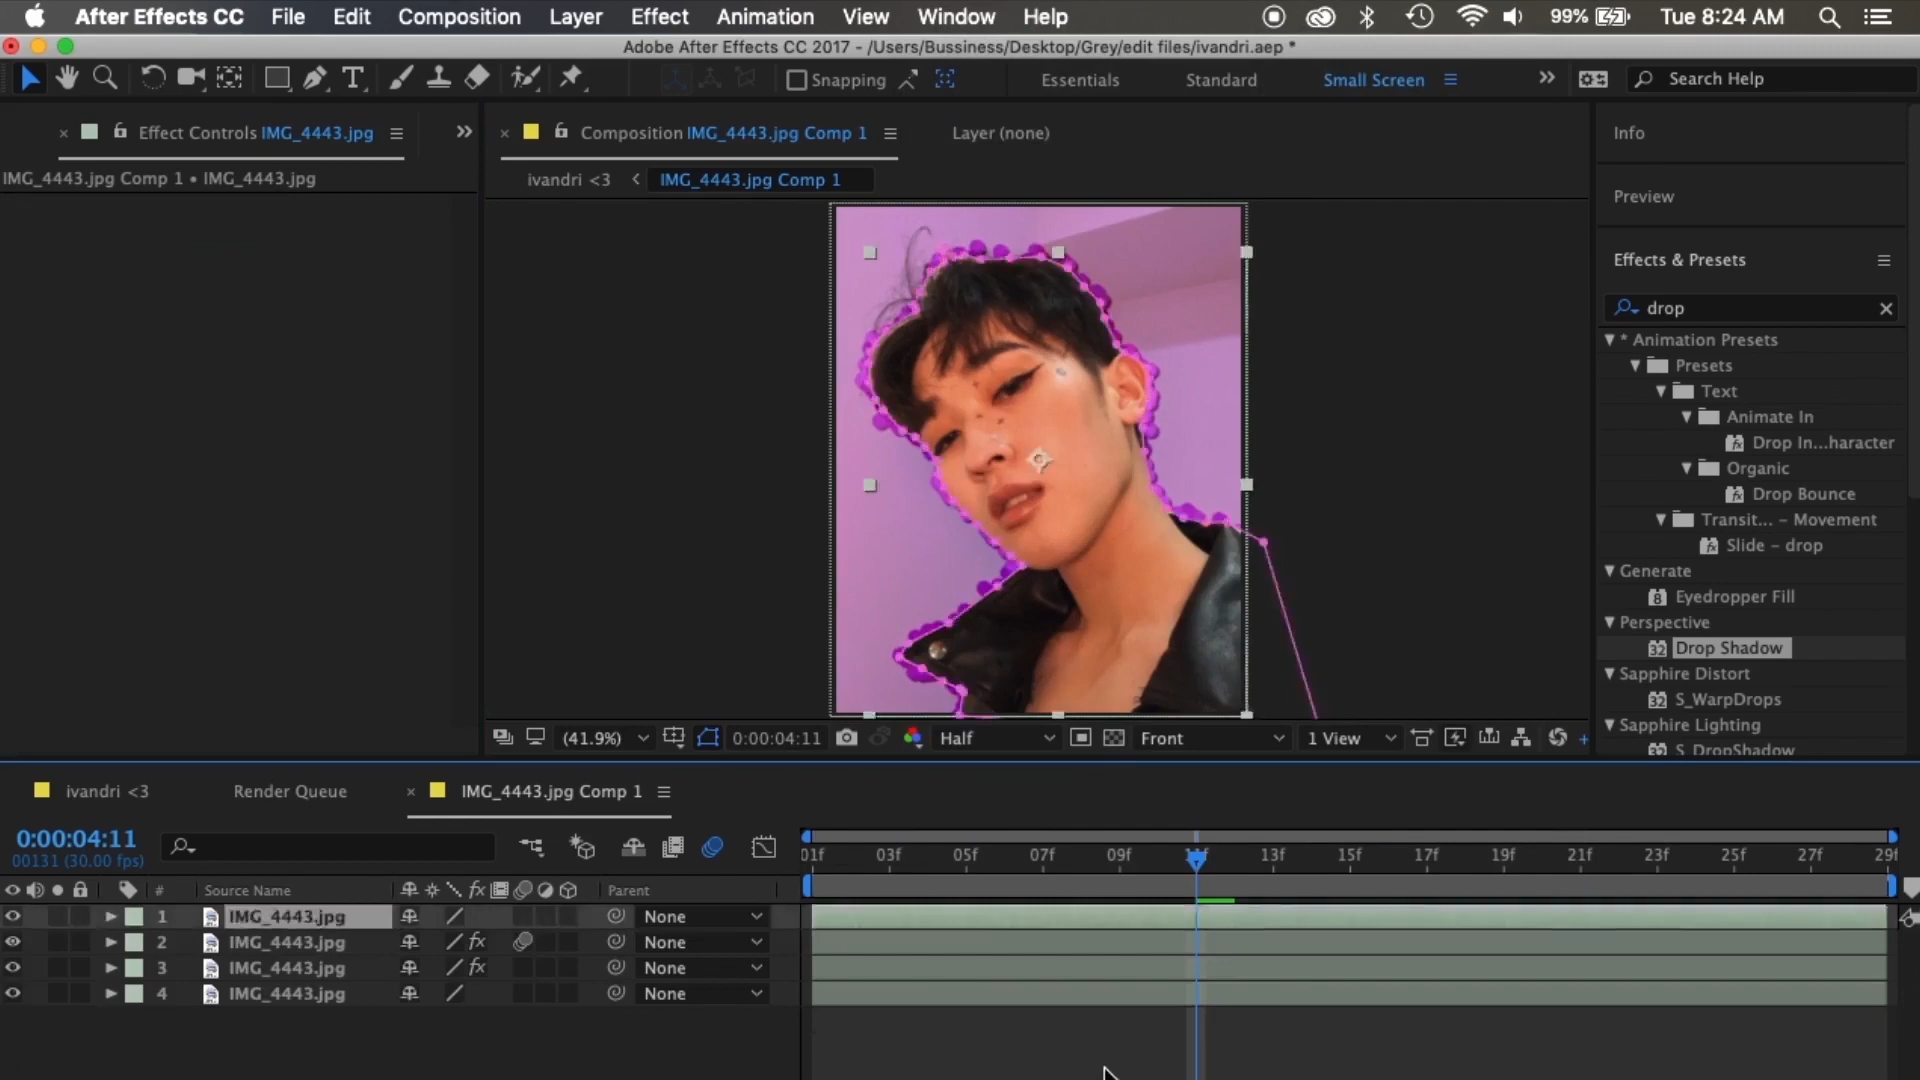 After Effects CC File Edit Composition Layer Effect Animation View Window Help 99% Tue 8:24 AM
Adobe After Effects CC 2017 - /Users/Bussiness/Desktop/Grey/edit files/ivandri.aep *
Snapping Essentials Standard Small Screen Search Help
Effect Controls IMG_4443.jpg
IMG_4443.jpg Comp 1 • IMG_4443.jpg
Composition IMG_4443.jpg Comp 1 Layer (none)
ivandri <3 IMG_4443.jpg Comp 1
Info
Preview
Effects & Presets
drop
* Animation Presets
Presets
Text
Animate In
Drop In...haracter
Organic
Drop Bounce
Transit... - Movement
Slide - drop
Generate
Eyedropper Fill
Perspective
Drop Shadow
Sapphire Distort
S_WarpDrops
Sapphire Lighting
S_DropShadow
(41.9%) 0:00:04:11 Half Front 1 View
ivandri <3 Render Queue IMG_4443.jpg Comp 1
0:00:04:11
00131 (30.00 fps)
01f 03f 05f 07f 09f 11f 13f 15f 17f 19f 21f 23f 25f 27f 29f
# Source Name fx Parent
1 IMG_4443.jpg None
2 IMG_4443.jpg fx None
3 IMG_4443.jpg fx None
4 IMG_4443.jpg None